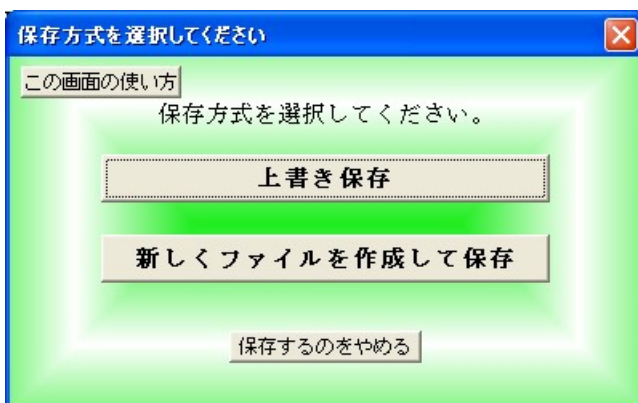 保存方式を選択してください
この画面の使い方
保存方式を選択してください。
上書き保存
新しくファイルを作成して保存
保存するのをやめる